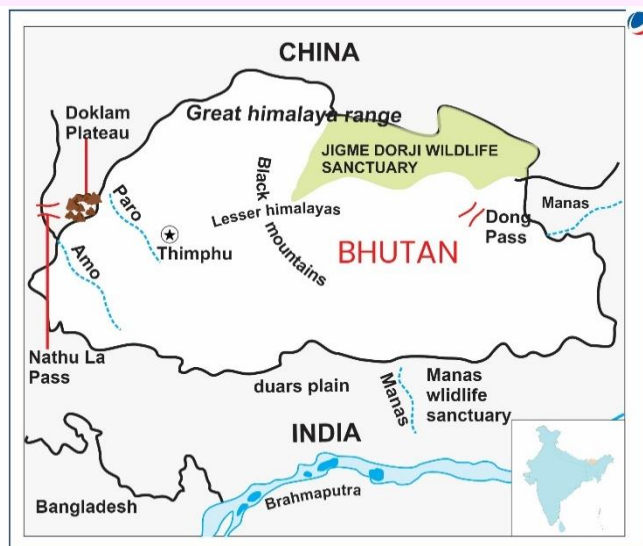 CHINA
Doklam
Plateau
Great himalaya range
JIGME DORJI WILDLIFE
SANCTUARY
Black
mountains
Paro
Lesser himalayas
Manas
Dong
Pass
Thimphu
BHUTAN
Amo
Nathu La
Pass
duars plain
Manas
Manas
wlidlife
sanctuary
INDIA
Bangladesh
Brahmaputra